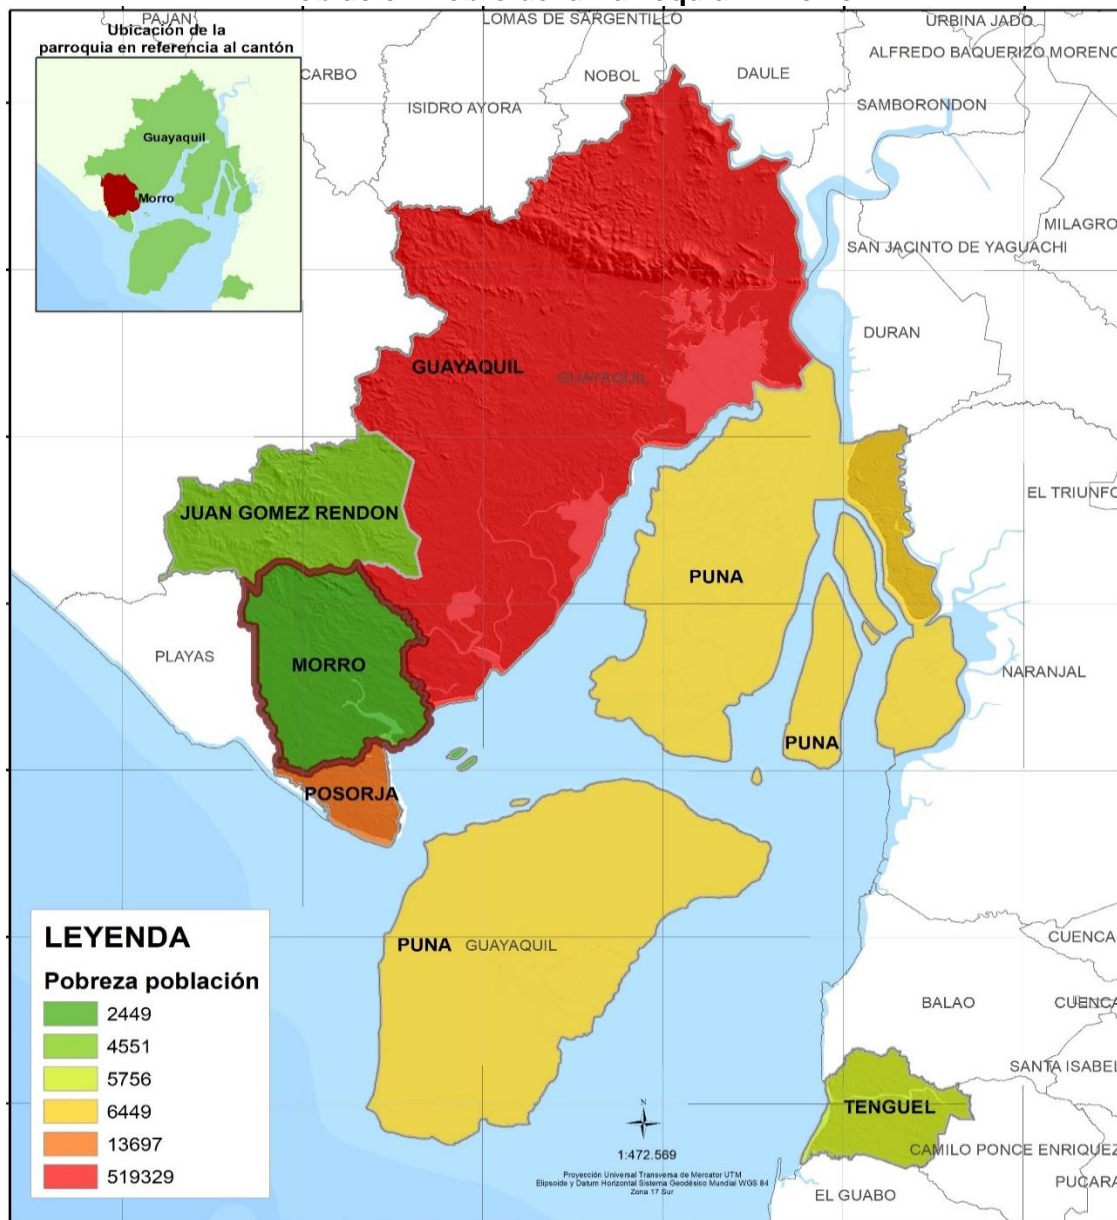 PAJAN
LOMAS DE SARGENTILLO
URBINA JADO
Ubicación de la
parroquia en referencia al cantón
ALFREDO BAQUERIZO MORENO
CARBO
NOBOL
DAULE
ISIDRO AYORA
SAMBORONDON
Guayaquil
Morro
MILAGRO
SAN JACINTO DE YAGUACHI
DURAN
GUAYAQUIL
GUAYAQUIL
EL TRIUNFO
JUAN GOMEZ RENDON
PUNA
PLAYAS
MORRO
NARANJAL
PUNA
POSORJA
LEYENDA
PUNA
GUAYAQUIL
CUENCA
Pobreza población
2449
4551
5756
6449
13697
519329
BALAO
CUENCA
SANTA ISABEL
TENGUEL
N
1:472.569
CAMILO PONCE ENRIQUEZ
Proyección Universal Transversa de Mercator UTM
Elipsoide y Datum Horizontal Sistema Geodésico Mundial WGS 84
Zona 17 Sur
EL GUABO
PUCARA